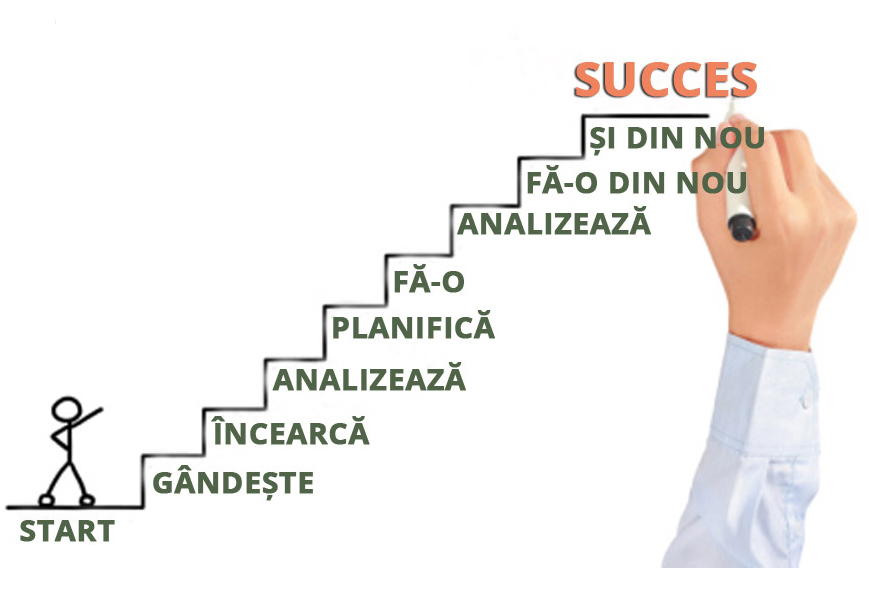 SUCCES
ȘI DIN NOU
FĂ-O DIN NOU
ANALIZEAZĂ
FĂ-O
PLANIFICĂ
ANALIZEAZĂ
ÎNCEARCĂ
GÂNDEȘTE
START